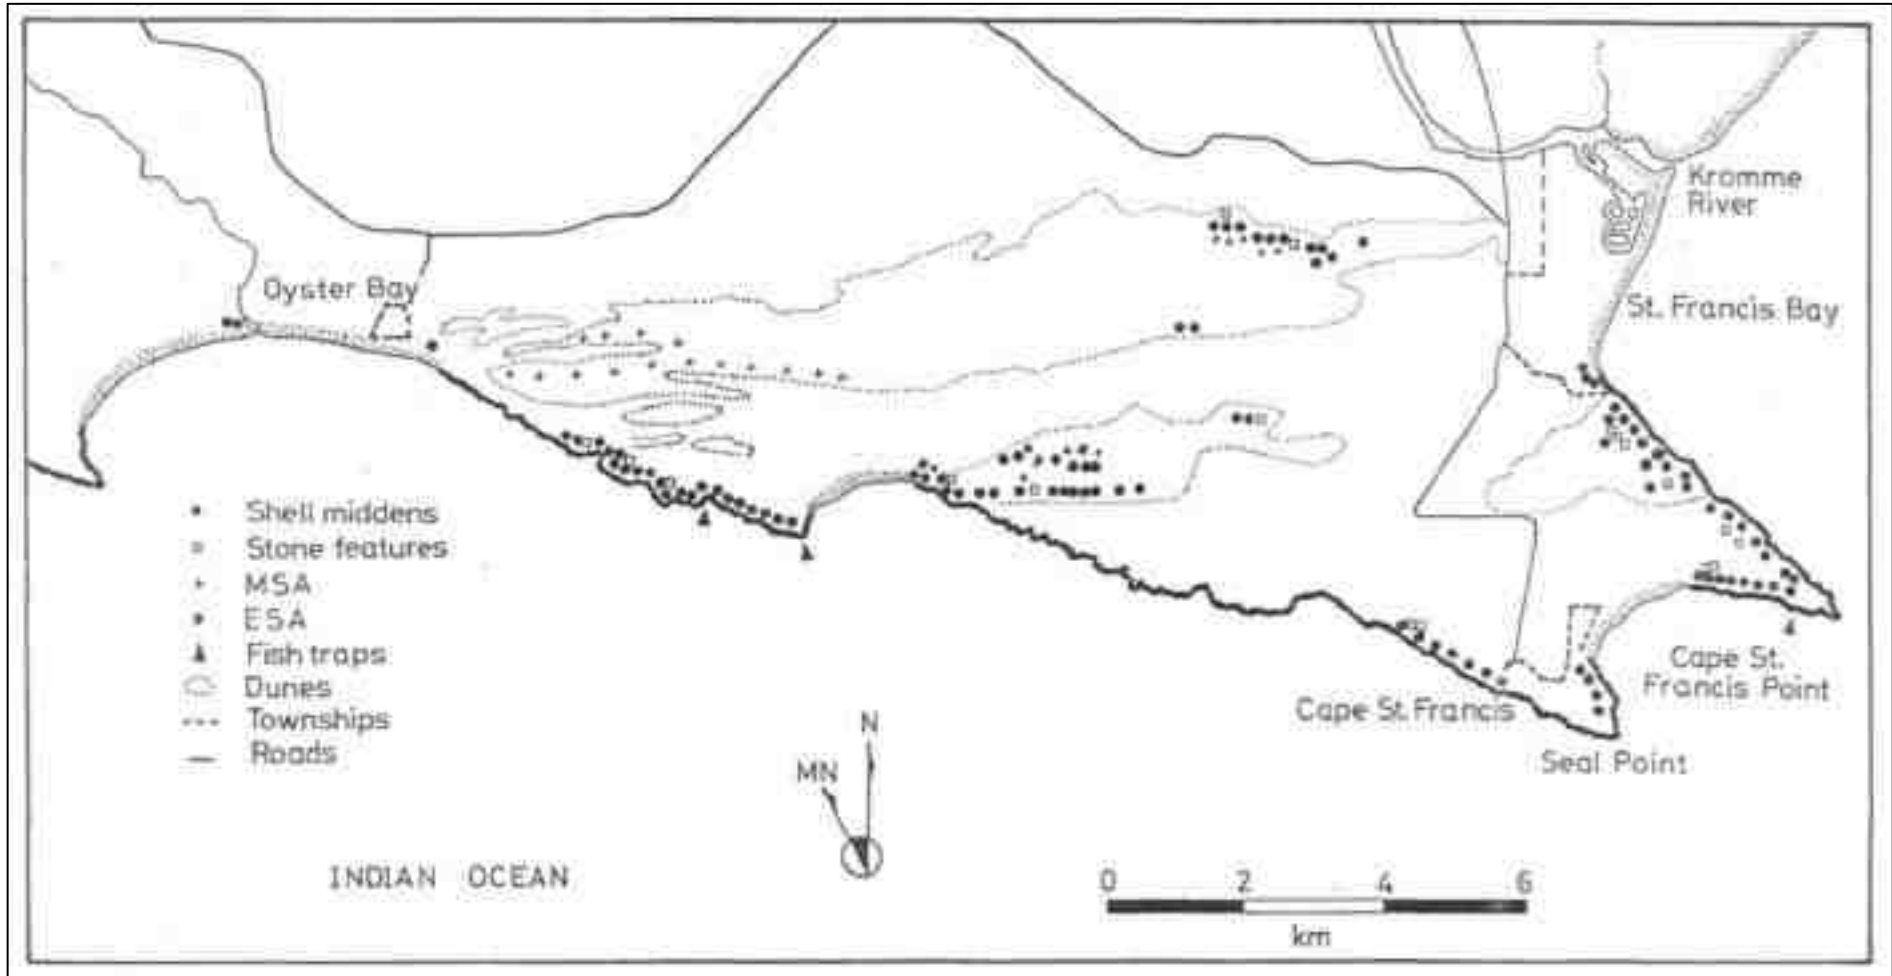 Kromme
River
Oyster Bay
St. Francis Bay
Shell middens
Stone features
MSA
ESA
Fish traps
Dunes
Townships
Roads
Cape St.
Francis Point
Cape St. Francis
Seal Point
N
MN
INDIAN OCEAN
0 2 4 6
km